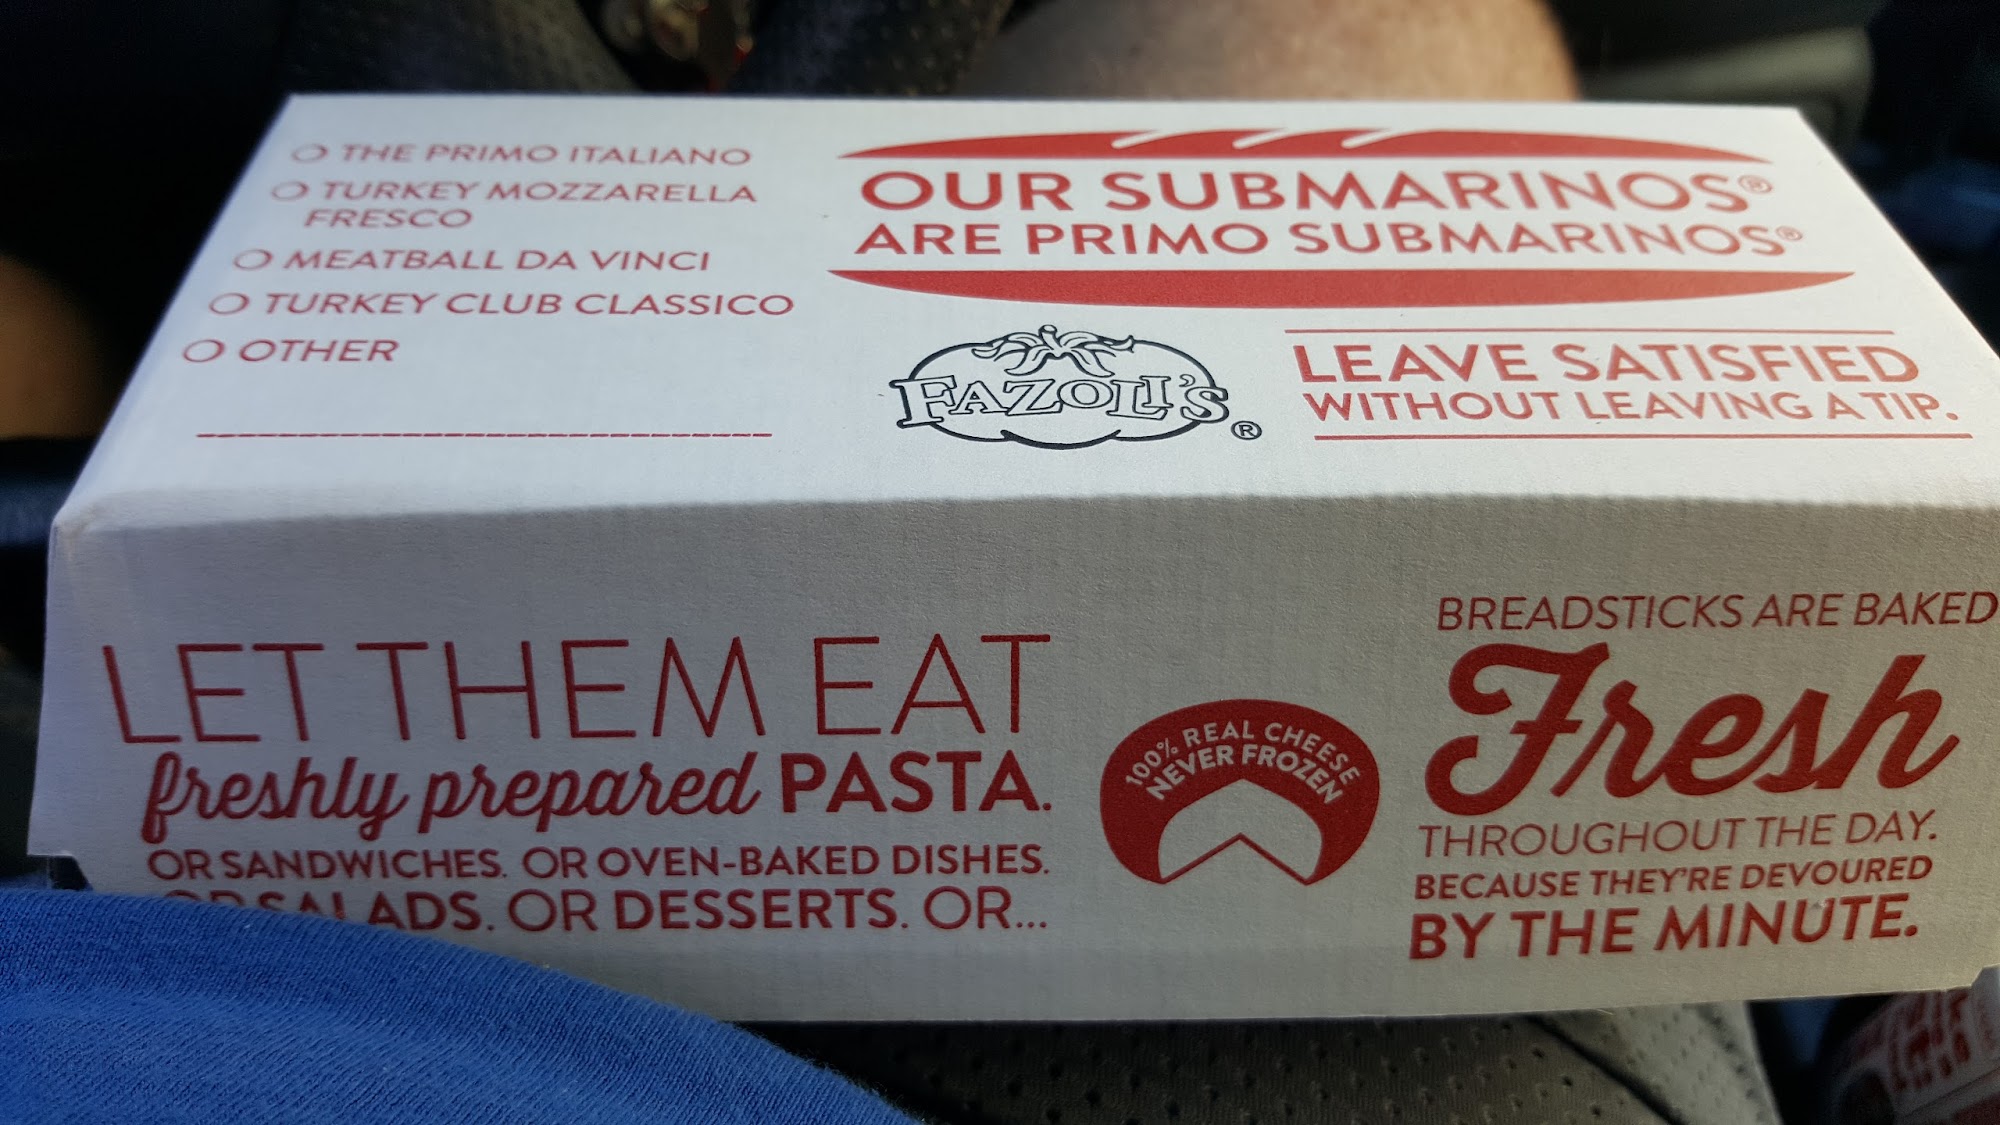 THE PRIMO ITALIANO
TURKEY MOZZARELLA
FRESCO
MEATBALL DA VINCI
TURKEY CLUB CLASSICO
OTHER
OUR SUBMARINOS®
ARE PRIMO SUBMARINOS®
FAZOLI'S®
LEAVE SATISFIED
WITHOUT LEAVING A TIP.
LET THEM EAT
freshly prepared PASTA.
OR SANDWICHES. OR OVEN-BAKED DISHES.
OR SALADS. OR DESSERTS. OR...
100% REAL CHEESE
NEVER FROZEN
BREADSTICKS ARE BAKED
Fresh
THROUGHOUT THE DAY.
BECAUSE THEY'RE DEVOURED
BY THE MINUTE.